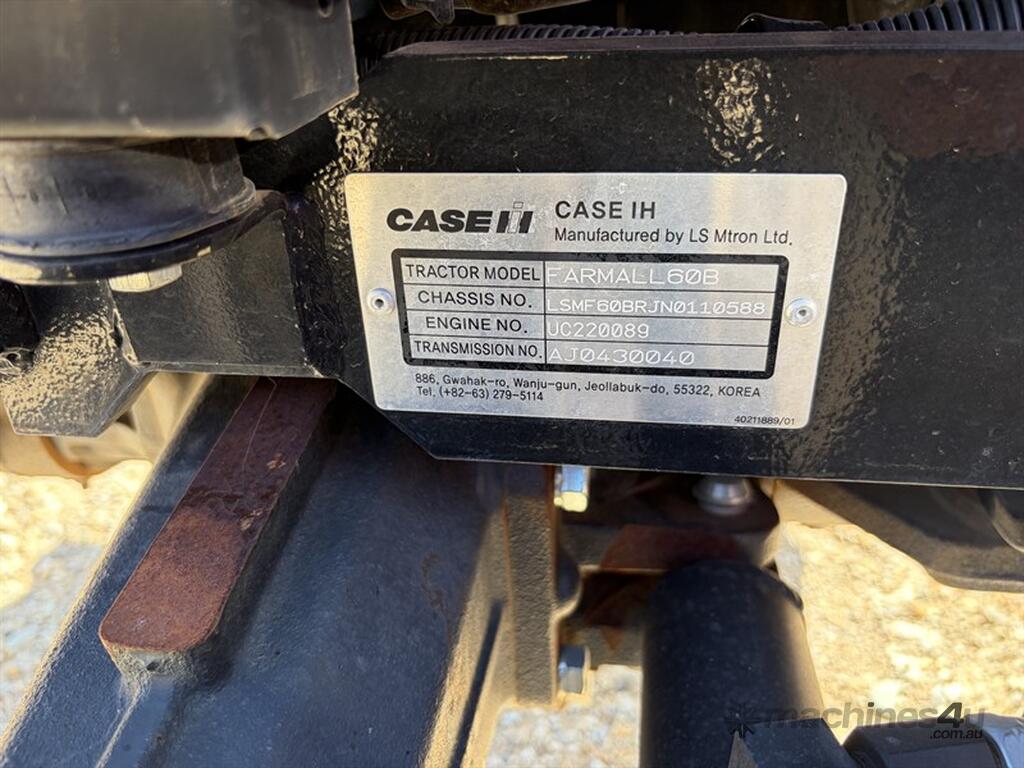 CASE IH CASE IH
Manufactured by LS Mtron Ltd.
TRACTOR MODEL FARMALL60B
CHASSIS NO. LSMF60BRJN0110588
ENGINE NO. UC220089
TRANSMISSION NO. AJ0430040
886, Gwahak-ro, Wanju-gun, Jeollabuk-do, 55322, KOREA
Tel. (+82-63) 279-5114
40211889/01
machines4u
.com.au